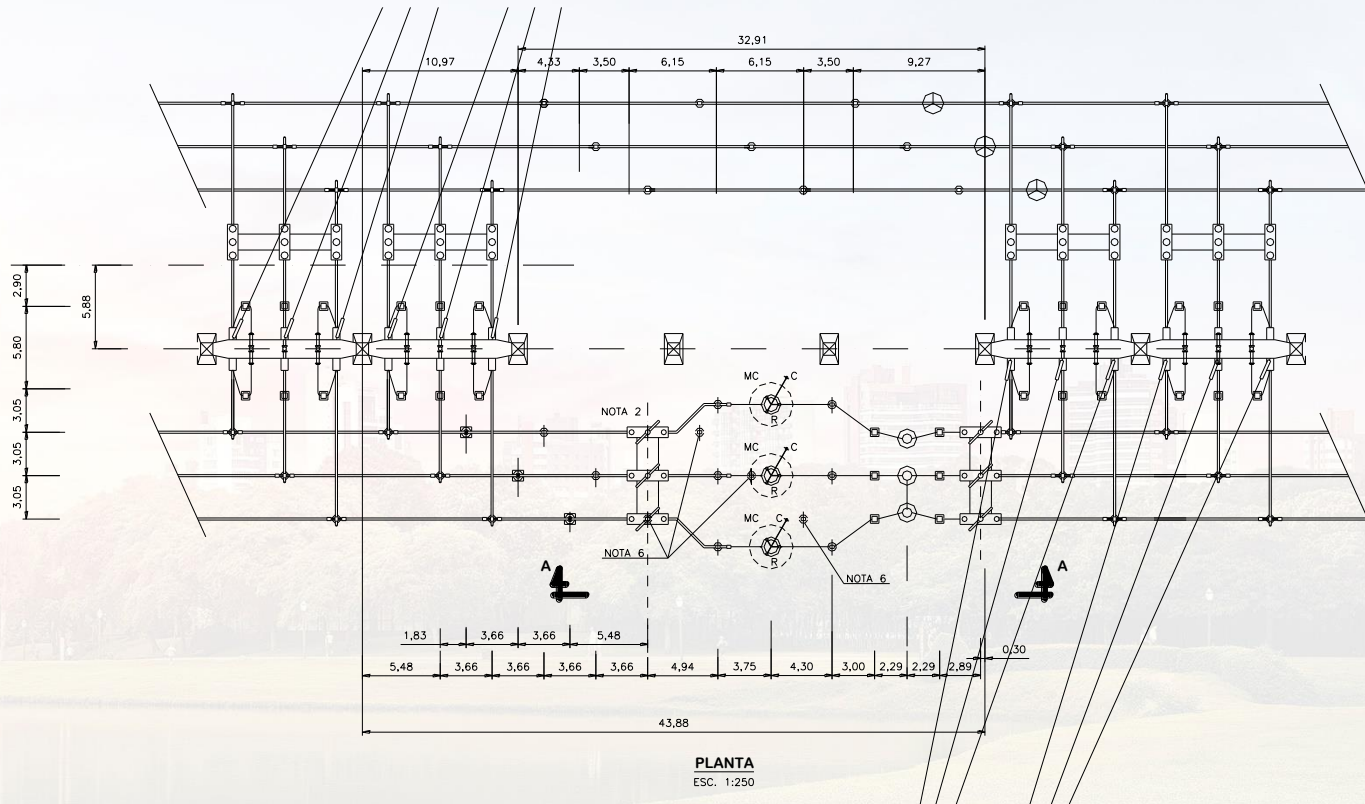 32,91
10,97
4,33
3,50
6,15
6,15
3,50
9,27
2,90
5,88
5,80
3,05
3,05
3,05
MC C
R
NOTA 2
MC C
R
MC C
R
NOTA 6
NOTA 6
A
A
1,83
3,66
3,66
5,48
0,30
5,48
3,66
3,66
3,66
3,66
4,94
3,75
4,30
3,00
2,29
2,29
2,89
43,88
PLANTA
ESC. 1:250